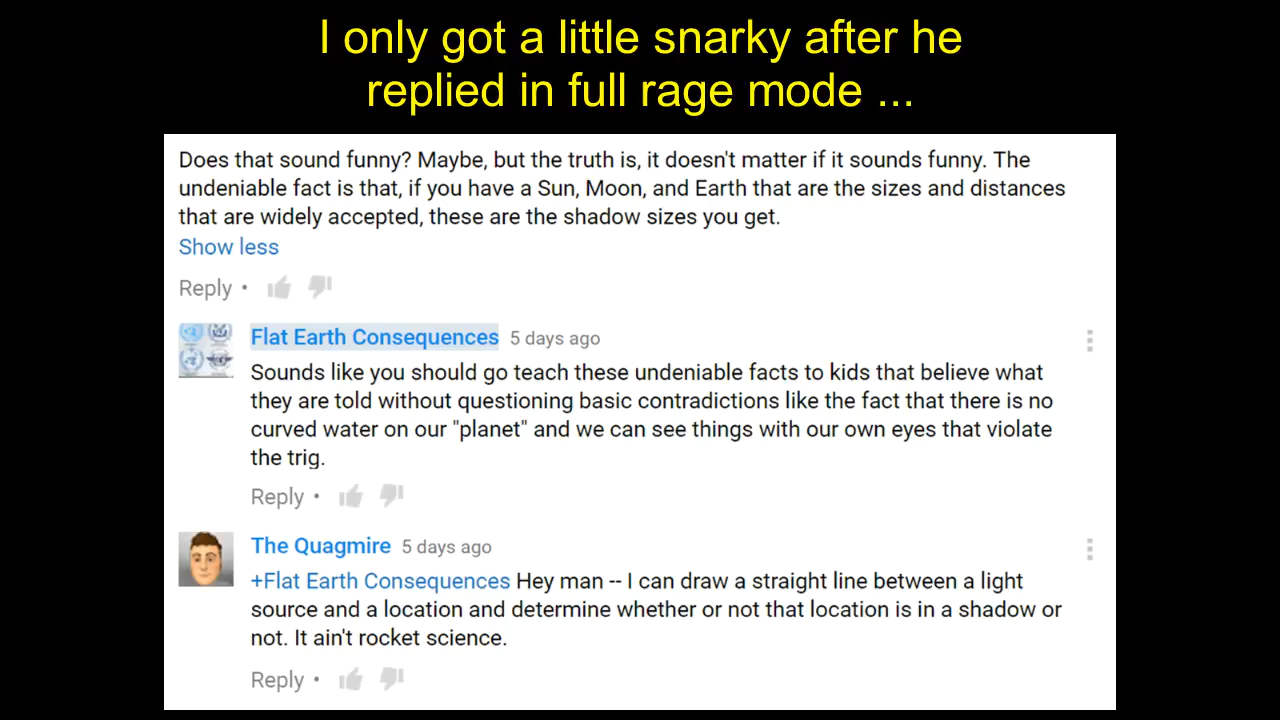 I only got a little snarky after he
replied in full rage mode ...
Does that sound funny? Maybe, but the truth is, it doesn't matter if it sounds funny. The
undeniable fact is that, if you have a Sun, Moon, and Earth that are the sizes and distances
that are widely accepted, these are the shadow sizes you get.
Show less
Reply •
Flat Earth Consequences 5 days ago
Sounds like you should go teach these undeniable facts to kids that believe what
they are told without questioning basic contradictions like the fact that there is no
curved water on our "planet" and we can see things with our own eyes that violate
the trig.
Reply •
The Quagmire 5 days ago
+Flat Earth Consequences Hey man -- I can draw a straight line between a light
source and a location and determine whether or not that location is in a shadow or
not. It ain't rocket science.
Reply •